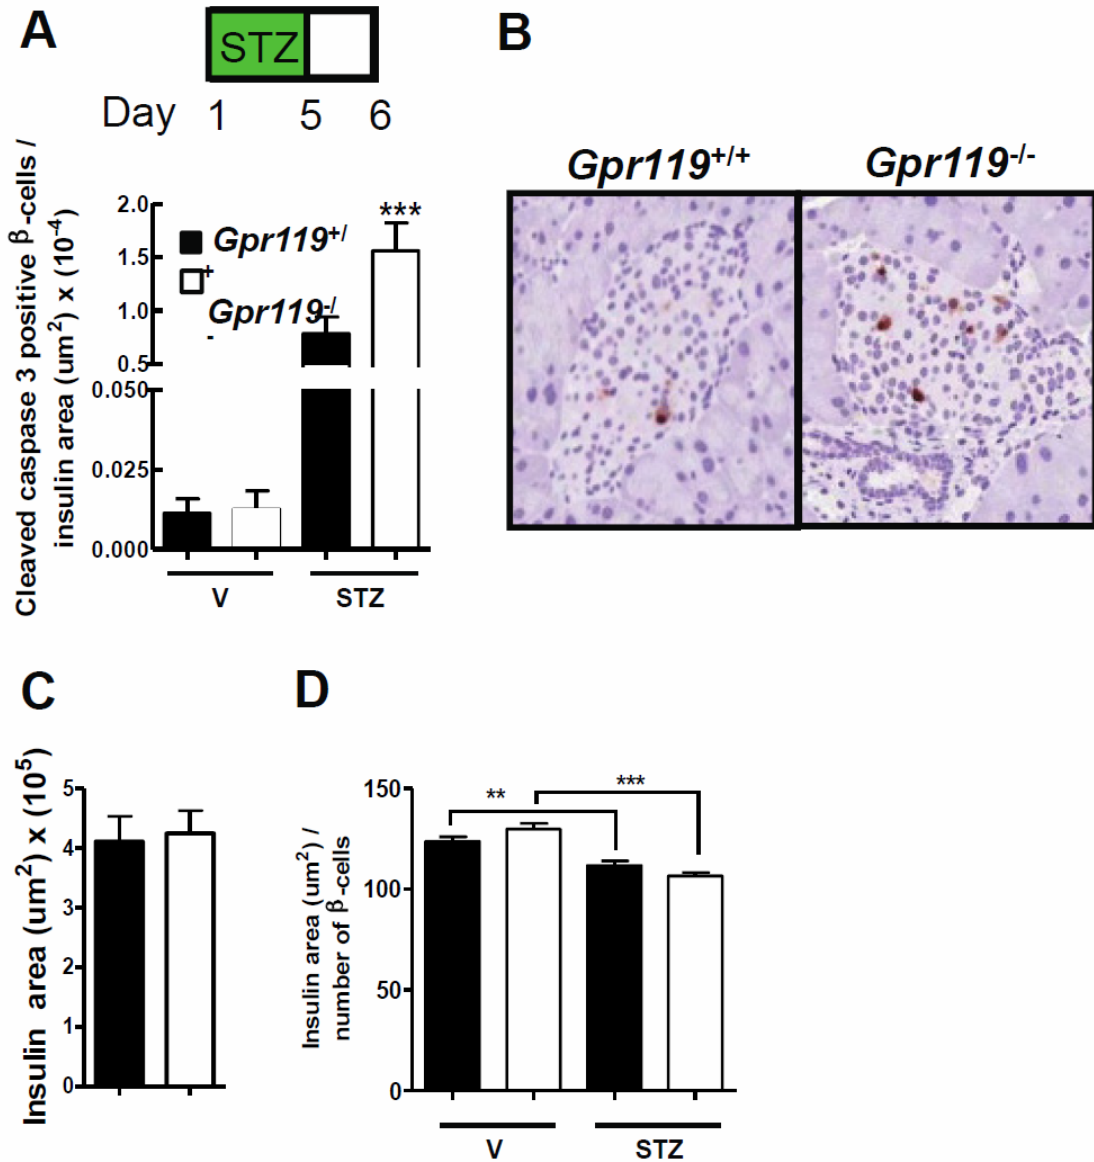 A
STZ
Day 1 5 6
Cleaved caspase 3 positive β-cells /
insulin area (um²) x (10⁻⁴)
2.0
1.5
1.0
0.5
0.050
0.025
0.000
***
Gpr119⁺/
+
Gpr119⁻/
-
V STZ
B
Gpr119⁺/⁺ Gpr119⁻/⁻
C
Insulin area (um²) x (10⁵)
5
4
3
2
1
0
D
Insulin area (um²) /
number of β-cells
150
100
50
0
** ***
V STZ